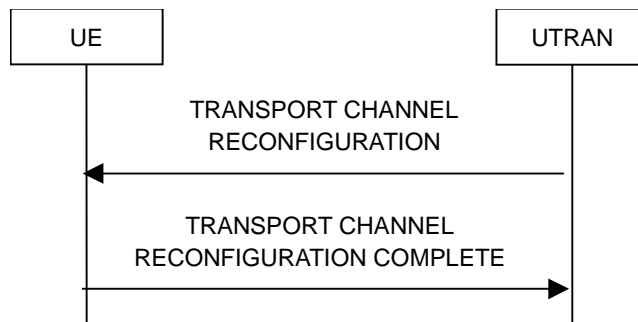 UE
UTRAN
TRANSPORT CHANNEL
RECONFIGURATION
TRANSPORT CHANNEL
RECONFIGURATION COMPLETE